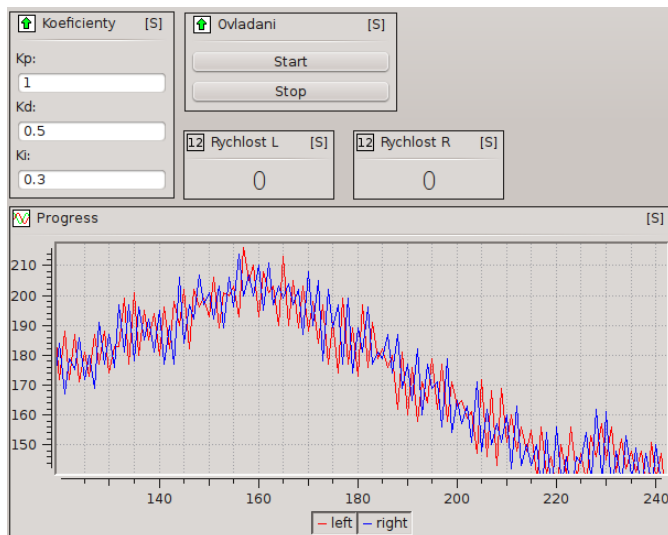 Koeficienty [S]
Kp:
1
Kd:
0.5
Ki:
0.3
Ovladani [S]
Start
Stop
12 Rychlost L [S]
0
12 Rychlost R [S]
0
Progress [S]
210
200
190
180
170
160
150
140 160 180 200 220 240
left right